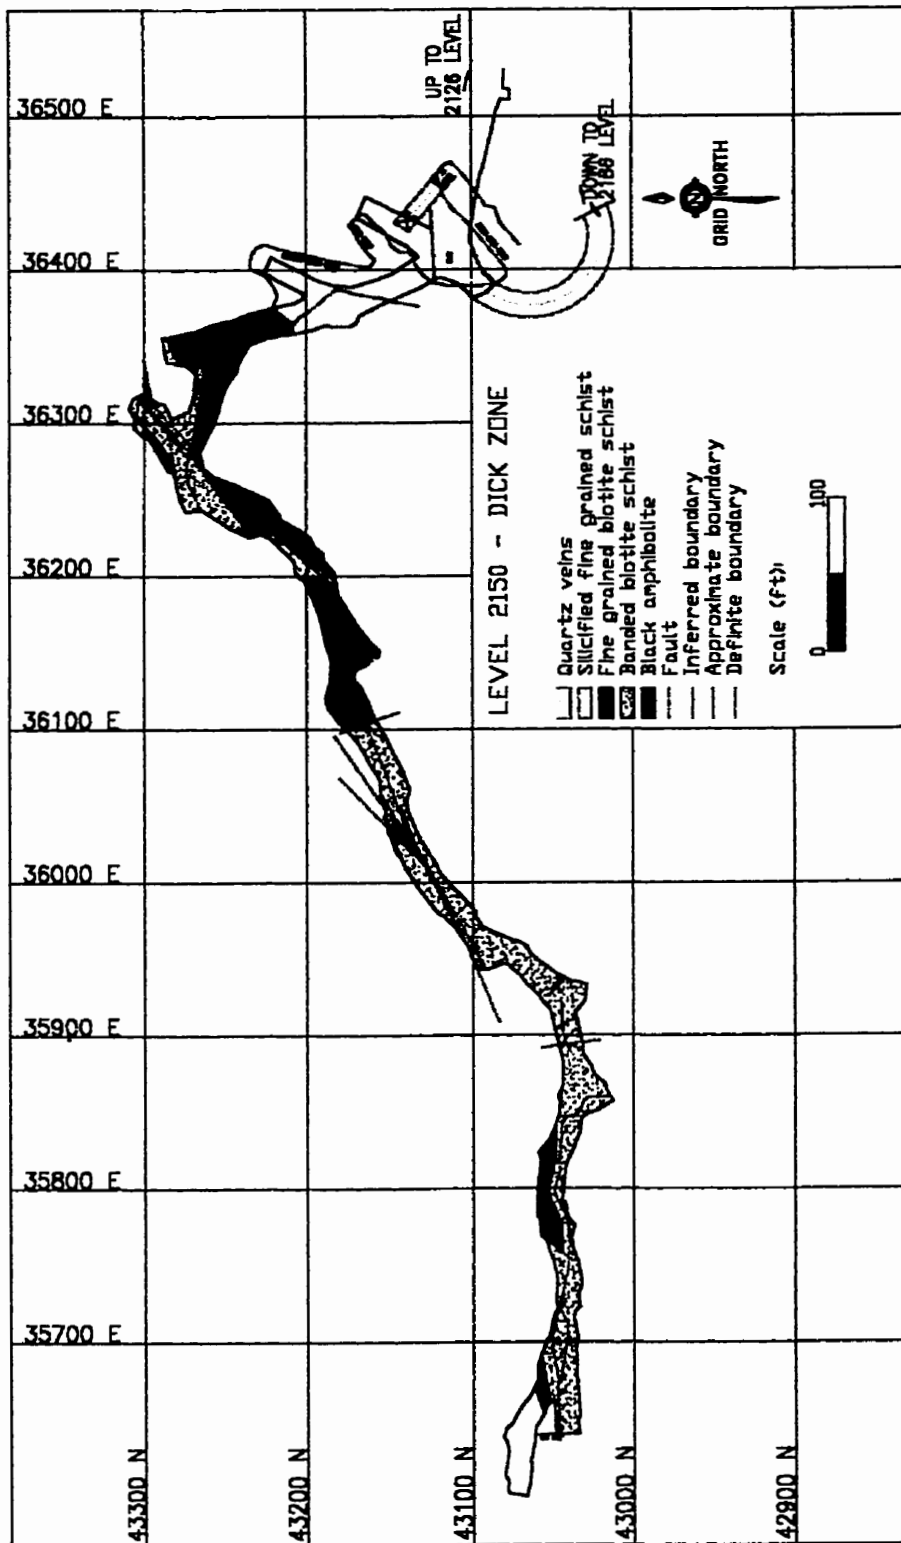 LEVEL 2150 - DICK ZONE
Quartz veins
Silicified fine grained schist
Fine grained biotite schist
Banded biotite schist
Black amphibolite
Fault
Inferred boundary
Approximate boundary
Definite boundary
Scale (ft):
0 100
UP TO
2126 LEVEL
DOWN TO
2188 LEVEL
N
GRID NORTH
36500 E
36400 E
36300 E
36200 E
36100 E
36000 E
35900 E
35800 E
35700 E
43300 N
43200 N
43100 N
43000 N
42900 N